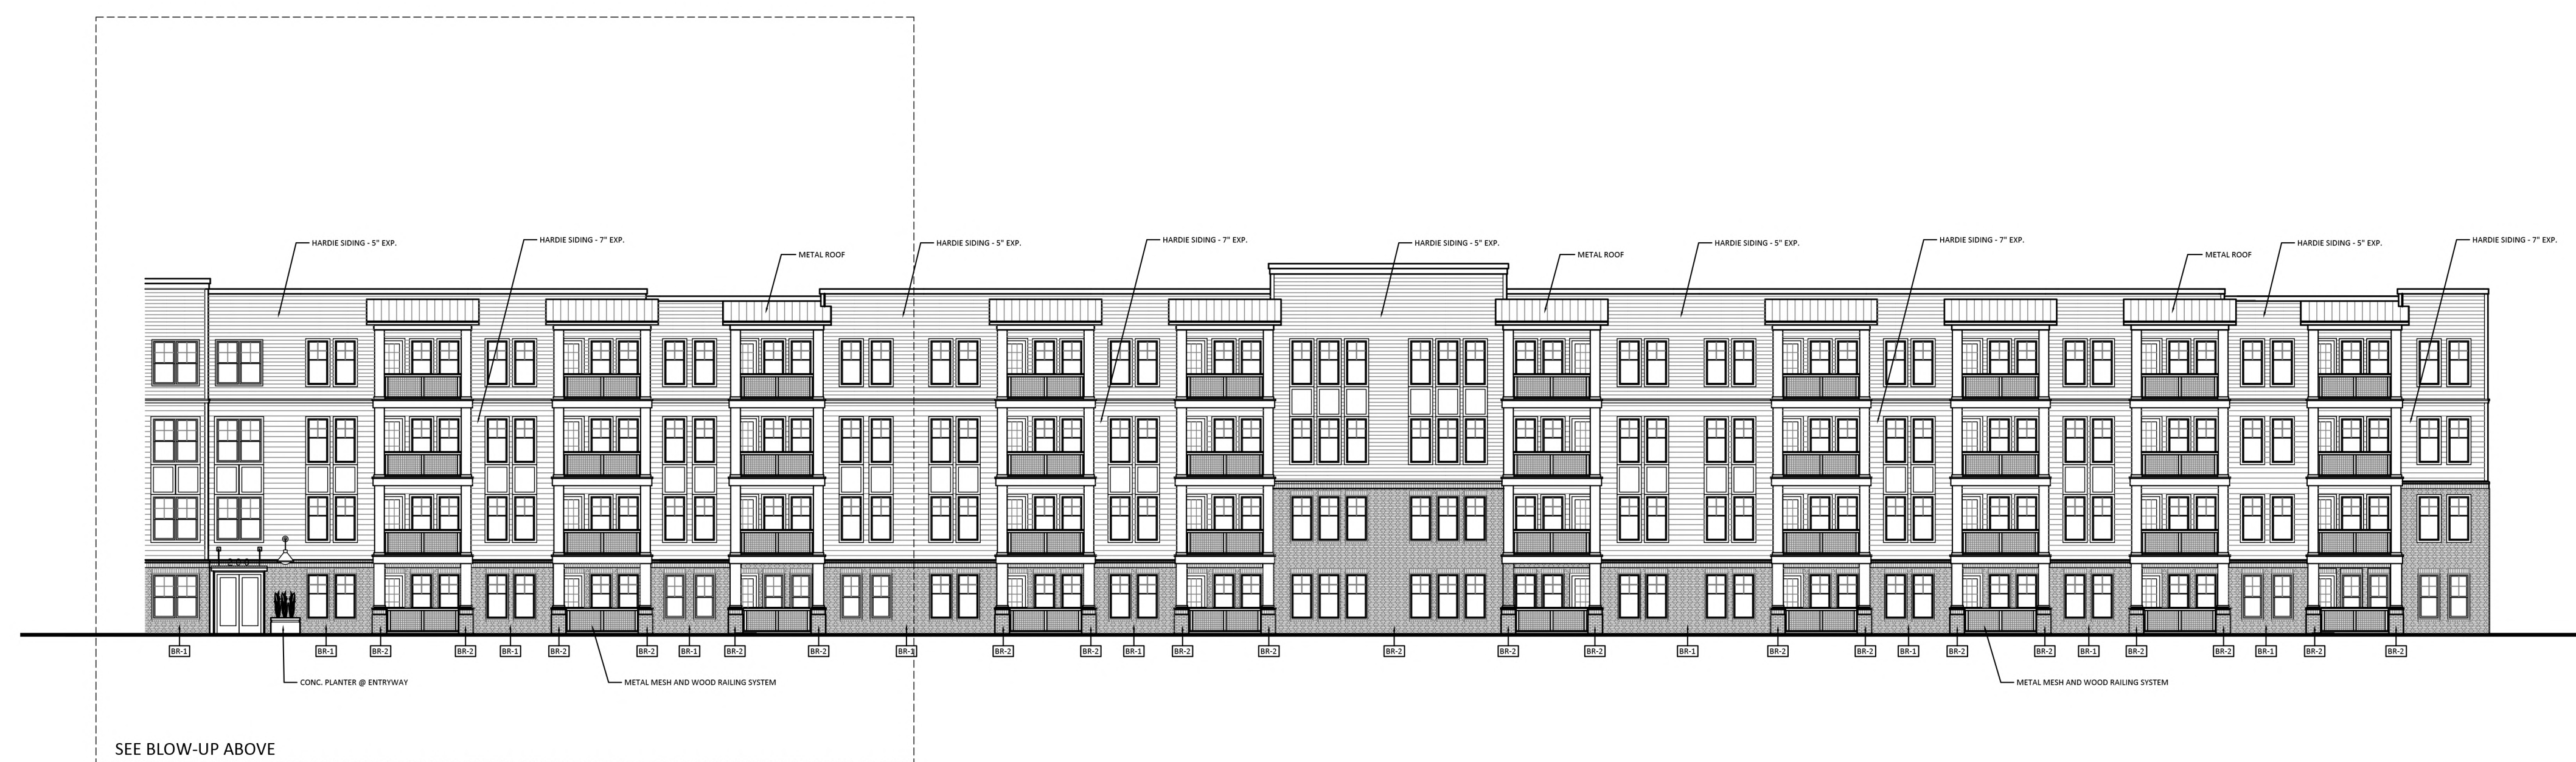 HARDIE SIDING - 5" EXP.
HARDIE SIDING - 7" EXP.
METAL ROOF
HARDIE SIDING - 5" EXP.
HARDIE SIDING - 7" EXP.
HARDIE SIDING - 5" EXP.
METAL ROOF
HARDIE SIDING - 5" EXP.
HARDIE SIDING - 7" EXP.
METAL ROOF
HARDIE SIDING - 5" EXP.
HARDIE SIDING - 7" EXP.
200
BR-1
BR-1
BR-2
BR-2
BR-1
BR-2
BR-2
BR-1
BR-2
BR-2
BR-1
BR-2
BR-2
BR-1
BR-2
BR-2
BR-2
BR-2
BR-2
BR-1
BR-2
BR-2
BR-1
BR-2
BR-2
BR-1
BR-2
BR-2
BR-1
BR-2
BR-2
CONC. PLANTER @ ENTRYWAY
METAL MESH AND WOOD RAILING SYSTEM
METAL MESH AND WOOD RAILING SYSTEM
SEE BLOW-UP ABOVE